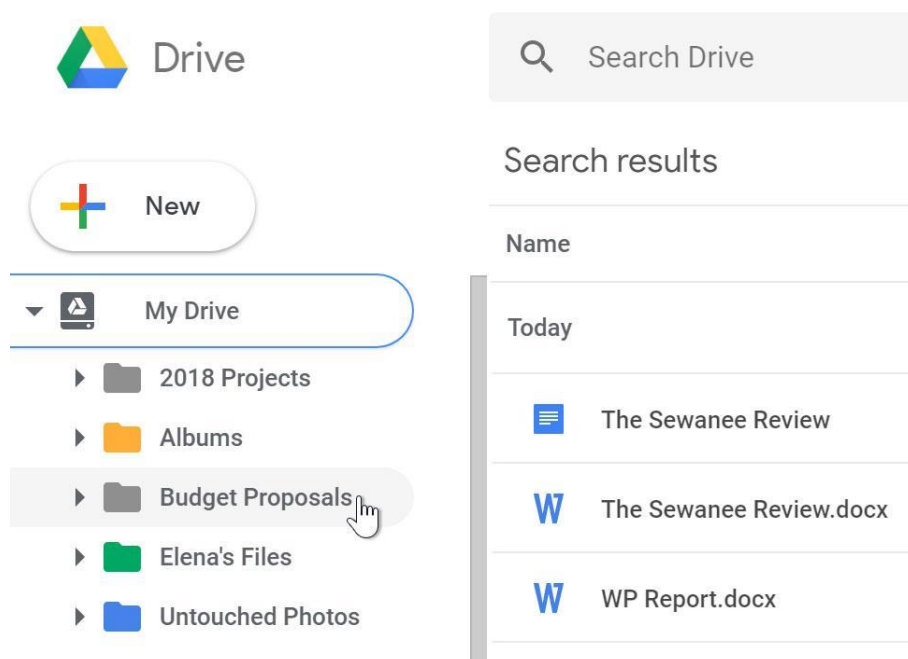 Drive
New
My Drive
2018 Projects
Albums
Budget Proposals
Elena's Files
Untouched Photos
Search Drive
Search results
Name
Today
The Sewanee Review
The Sewanee Review.docx
WP Report.docx